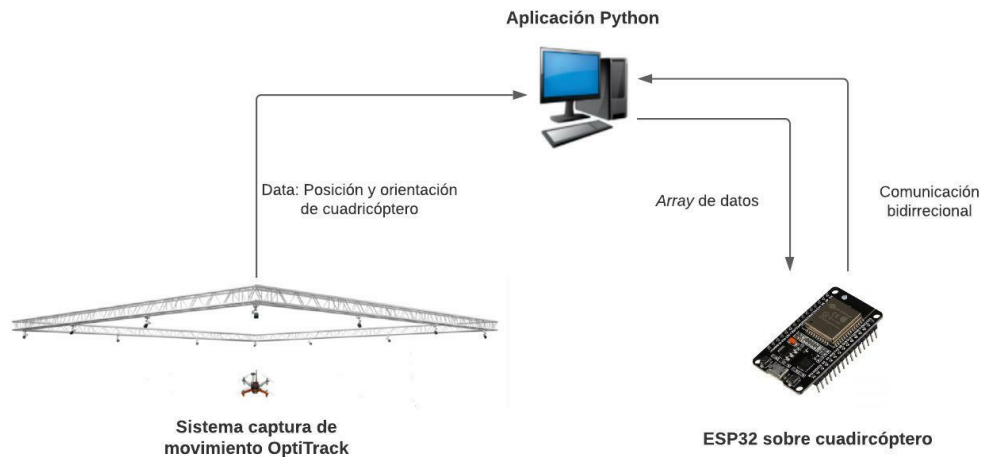 Aplicación Python
Data: Posición y orientación
de cuadricóptero
Array de datos
Comunicación
bidirrecional
Sistema captura de
movimiento OptiTrack
ESP32 sobre cuadircóptero